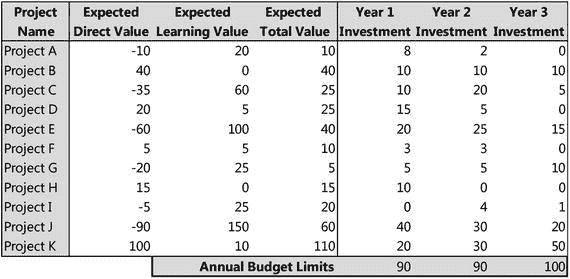 Project Expected Expected Expected Year 1 Year 2 Year 3
Name Direct Value Learning Value Total Value Investment Investment Investment
Project A -10 20 10 8 2 0
Project B 40 0 40 10 10 10
Project C -35 60 25 10 20 5
Project D 20 5 25 15 5 0
Project E -60 100 40 20 25 15
Project F 5 5 10 3 3 0
Project G -20 25 5 5 5 10
Project H 15 0 15 10 0 0
Project I -5 25 20 0 4 1
Project J -90 150 60 40 30 20
Project K 100 10 110 20 30 50
Annual Budget Limits 90 90 100